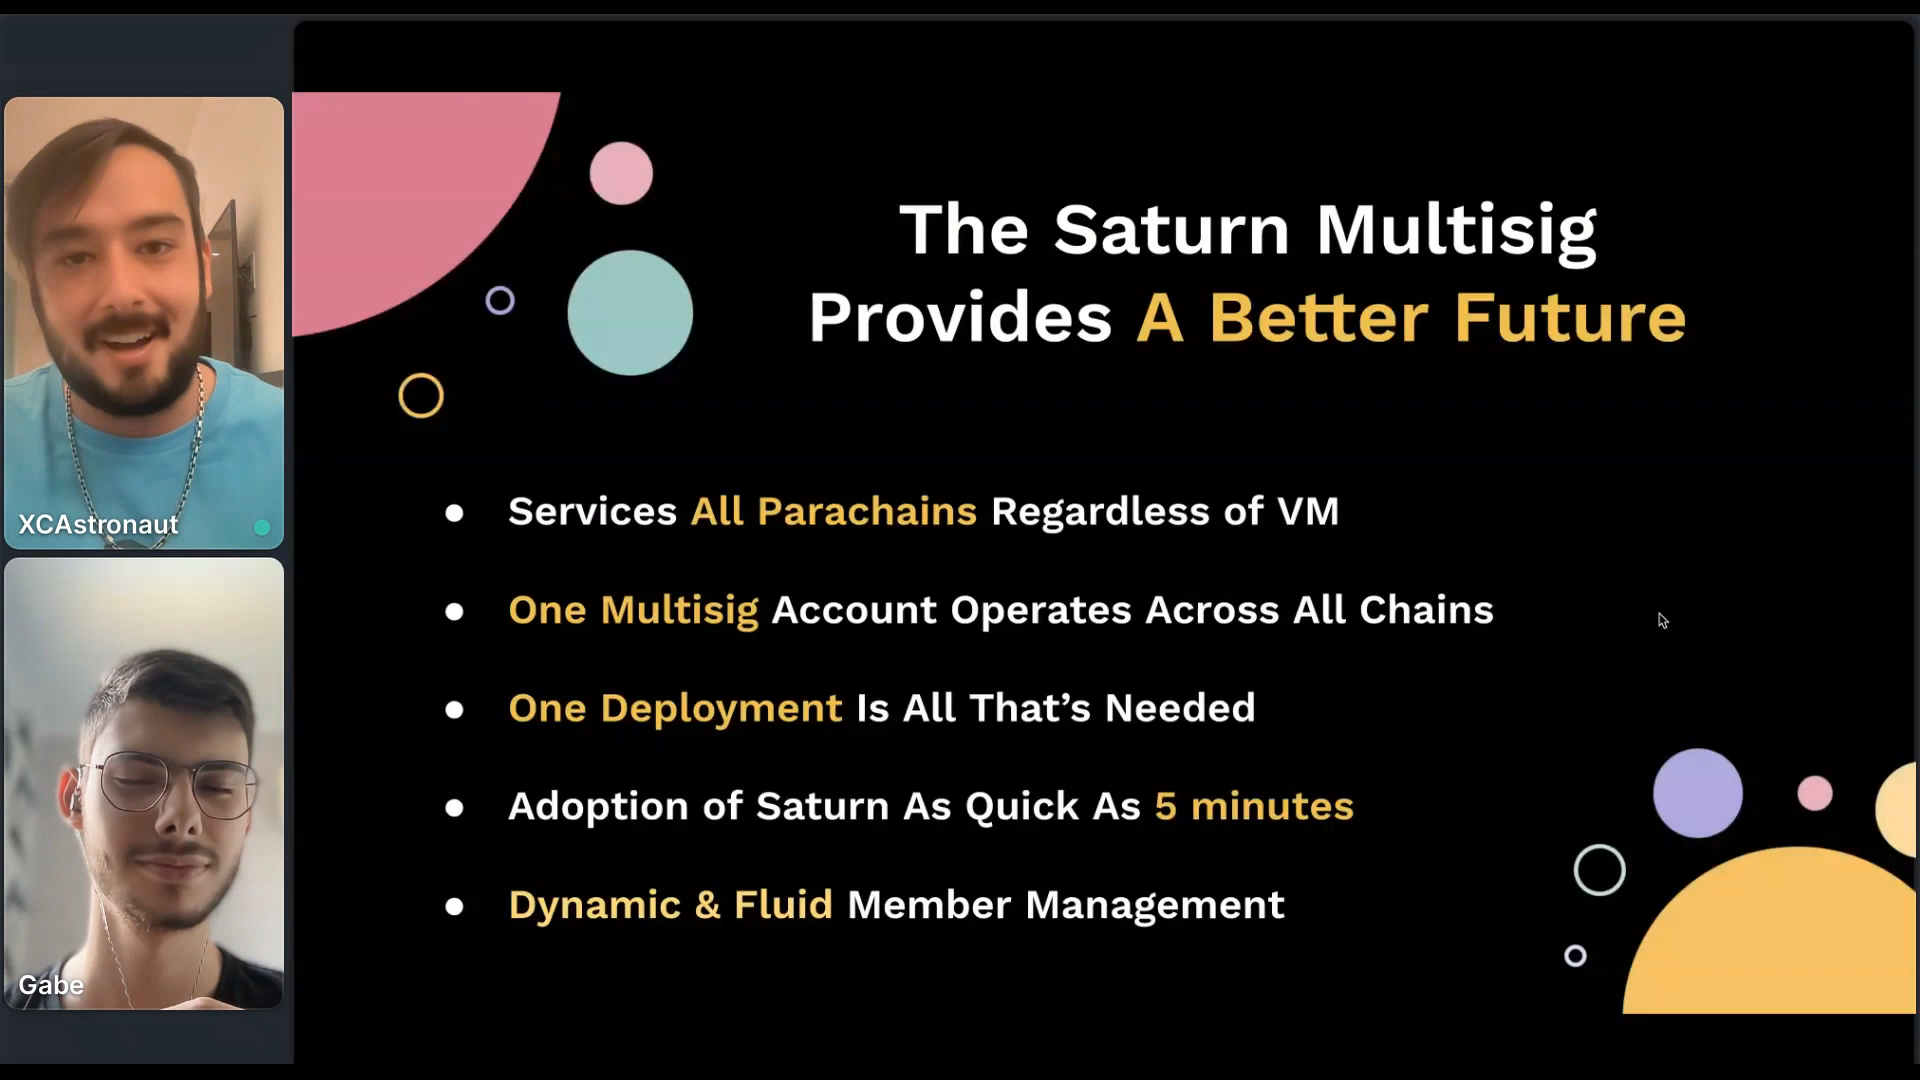 XCAstronaut
Gabe
The Saturn Multisig
Provides A Better Future
● Services All Parachains Regardless of VM
● One Multisig Account Operates Across All Chains
● One Deployment Is All That’s Needed
● Adoption of Saturn As Quick As 5 minutes
● Dynamic & Fluid Member Management